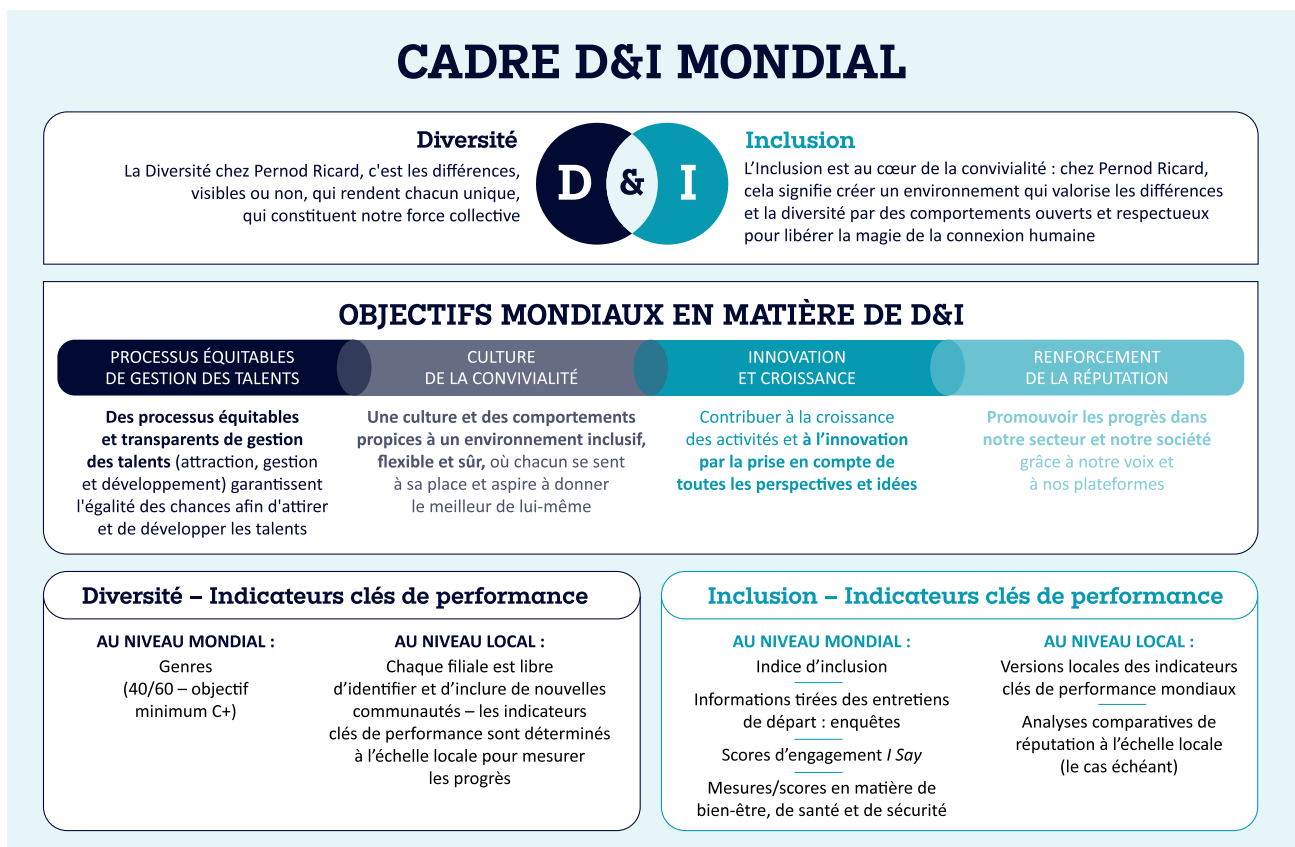 CADRE D&I MONDIAL
Diversité
La Diversité chez Pernod Ricard, c'est les différences,
visibles ou non, qui rendent chacun unique,
qui constituent notre force collective
D & I
Inclusion
L’Inclusion est au cœur de la convivialité : chez Pernod Ricard,
cela signifie créer un environnement qui valorise les différences
et la diversité par des comportements ouverts et respectueux
pour libérer la magie de la connexion humaine
OBJECTIFS MONDIAUX EN MATIÈRE DE D&I
PROCESSUS ÉQUITABLES
DE GESTION DES TALENTS
Des processus équitables
et transparents de gestion
des talents (attraction, gestion
et développement) garantissent
l'égalité des chances afin d'attirer
et de développer les talents
CULTURE
DE LA CONVIVIALITÉ
Une culture et des comportements
propices à un environnement inclusif,
flexible et sûr, où chacun se sent
à sa place et aspire à donner
le meilleur de lui-même
INNOVATION
ET CROISSANCE
Contribuer à la croissance
des activités et à l’innovation
par la prise en compte de
toutes les perspectives et idées
RENFORCEMENT
DE LA RÉPUTATION
Promouvoir les progrès dans
notre secteur et notre société
grâce à notre voix et
à nos plateformes
Diversité – Indicateurs clés de performance
AU NIVEAU MONDIAL :
Genres
(40/60 – objectif
minimum C+)
AU NIVEAU LOCAL :
Chaque filiale est libre
d’identifier et d’inclure de nouvelles
communautés – les indicateurs
clés de performance sont déterminés
à l’échelle locale pour mesurer
les progrès
Inclusion – Indicateurs clés de performance
AU NIVEAU MONDIAL :
Indice d’inclusion
Informations tirées des entretiens
de départ : enquêtes
Scores d’engagement I Say
Mesures/scores en matière de
bien-être, de santé et de sécurité
AU NIVEAU LOCAL :
Versions locales des indicateurs
clés de performance mondiaux
Analyses comparatives de
réputation à l’échelle locale
(le cas échéant)